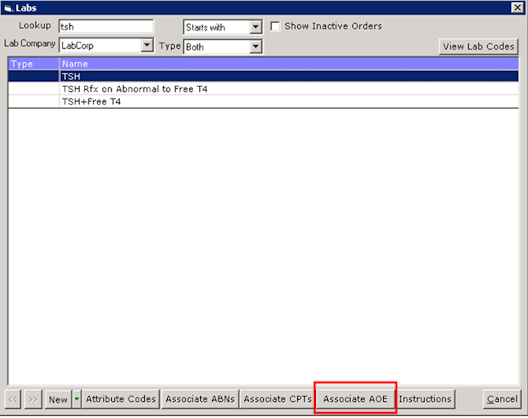 Labs
Lookup tsh Starts with Show Inactive Orders
Lab Company LabCorp Type Both View Lab Codes
Type Name
TSH
TSH Rfx on Abnormal to Free T4
TSH+Free T4
<< >> New Attribute Codes Associate ABNs Associate CPTs Associate AOE Instructions Cancel